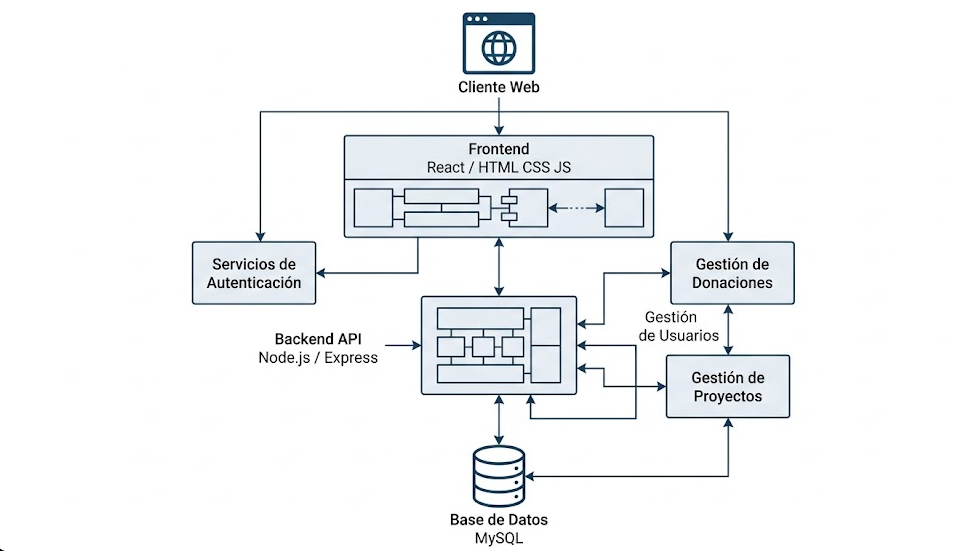 Cliente Web
Frontend
React / HTML CSS JS
Servicios de
Autenticación
Gestión de
Donaciones
Gestión
de Usuarios
Backend API
Node.js / Express
Gestión de
Proyectos
Base de Datos
MySQL